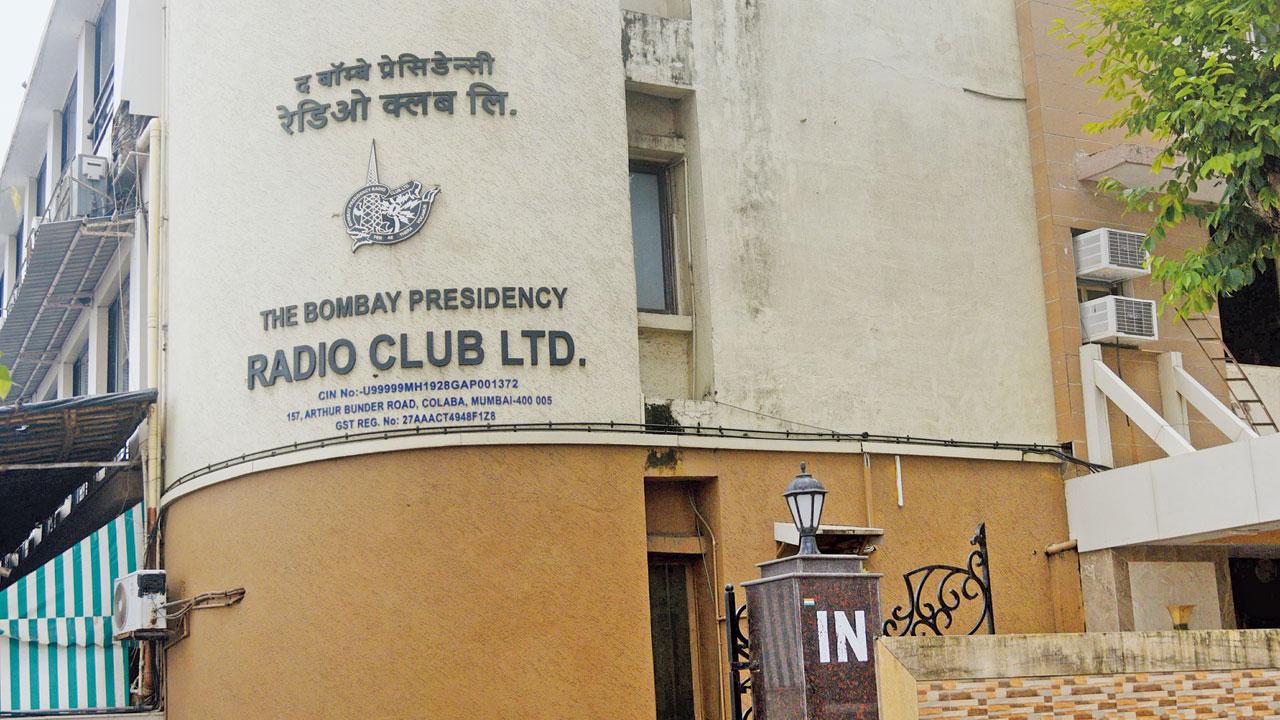 द बॉम्बे प्रेसिडेन्सी
रेडिओ क्लब लि.
THE BOMBAY PRESIDENCY
RADIO CLUB LTD.
CIN No:-U99999MH1928GAP001372
157, ARTHUR BUNDER ROAD, COLABA, MUMBAI-400 005
GST REG. No: 27AAACT4948F1Z8
IN